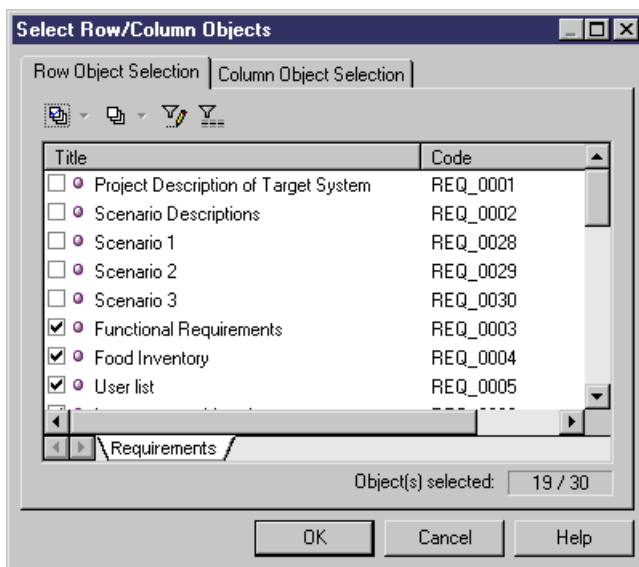 Select Row/Column Objects
Row Object Selection Column Object Selection
Title Code
Project Description of Target System REQ_0001
Scenario Descriptions REQ_0002
Scenario 1 REQ_0028
Scenario 2 REQ_0029
Scenario 3 REQ_0030
Functional Requirements REQ_0003
Food Inventory REQ_0004
User list REQ_0005
Requirements
Object(s) selected: 19 / 30
OK Cancel Help